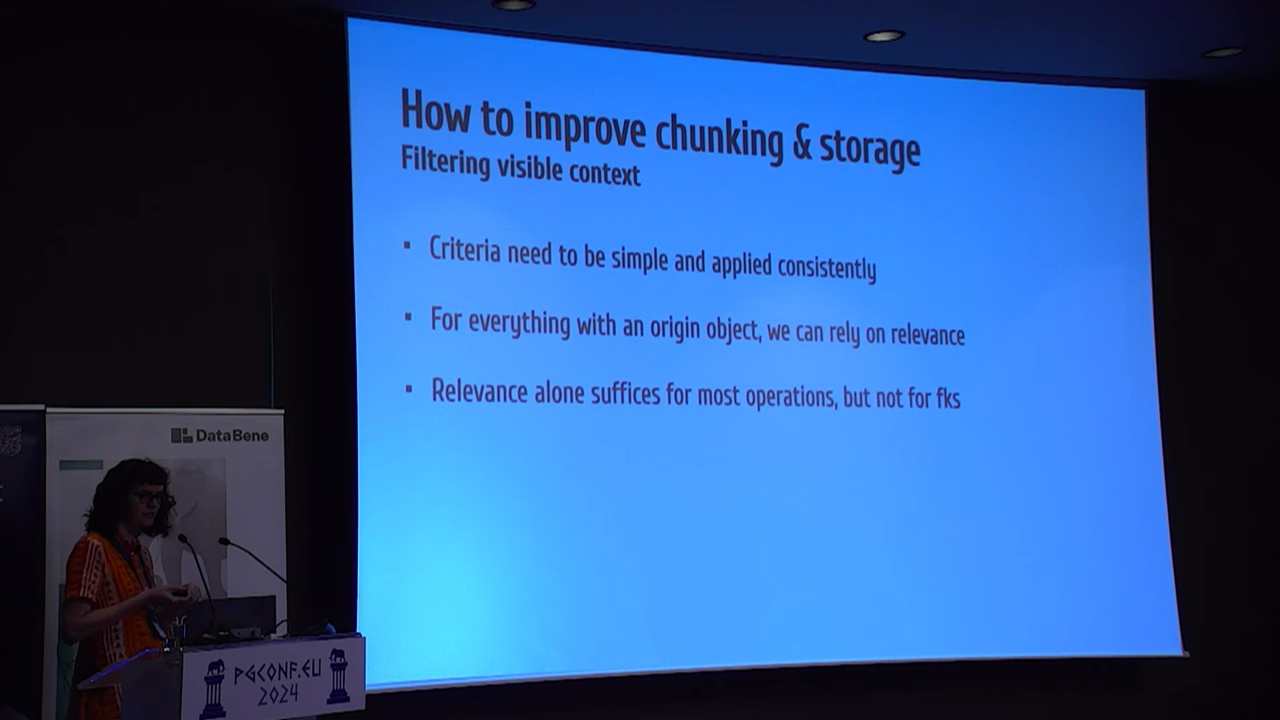 How to improve chunking & storage
Filtering visible context
Criteria need to be simple and applied consistently
For everything with an origin object, we can rely on relevance
Relevance alone suffices for most operations, but not for fks
DataBene
PGCONF.EU
2024